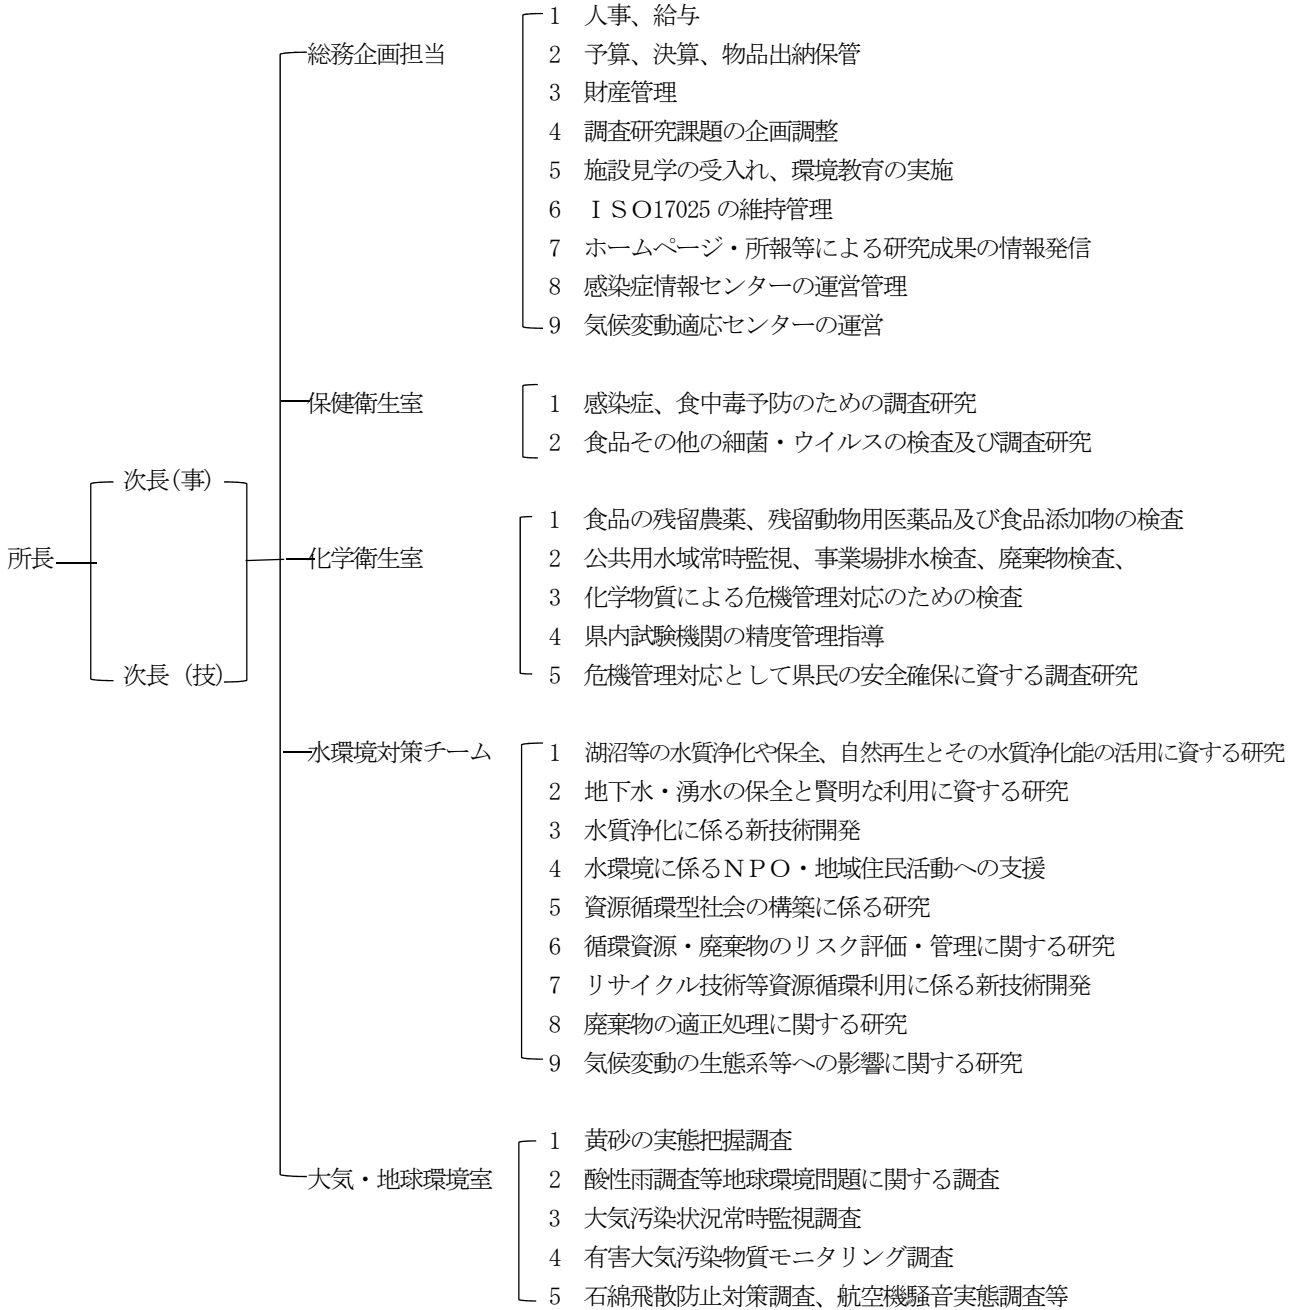 所長
次長(事)
次長 (技)
総務企画担当
1 人事、給与
2 予算、決算、物品出納保管
3 財産管理
4 調査研究課題の企画調整
5 施設見学の受入れ、環境教育の実施
6 ＩＳＯ17025 の維持管理
7 ホームページ・所報等による研究成果の情報発信
8 感染症情報センターの運営管理
9 気候変動適応センターの運営
保健衛生室
1 感染症、食中毒予防のための調査研究
2 食品その他の細菌・ウイルスの検査及び調査研究
化学衛生室
1 食品の残留農薬、残留動物用医薬品及び食品添加物の検査
2 公共用水域常時監視、事業場排水検査、廃棄物検査、
3 化学物質による危機管理対応のための検査
4 県内試験機関の精度管理指導
5 危機管理対応として県民の安全確保に資する調査研究
水環境対策チーム
1 湖沼等の水質浄化や保全、自然再生とその水質浄化能の活用に資する研究
2 地下水・湧水の保全と賢明な利用に資する研究
3 水質浄化に係る新技術開発
4 水環境に係るＮＰＯ・地域住民活動への支援
5 資源循環型社会の構築に係る研究
6 循環資源・廃棄物のリスク評価・管理に関する研究
7 リサイクル技術等資源循環利用に係る新技術開発
8 廃棄物の適正処理に関する研究
9 気候変動の生態系等への影響に関する研究
大気・地球環境室
1 黄砂の実態把握調査
2 酸性雨調査等地球環境問題に関する調査
3 大気汚染状況常時監視調査
4 有害大気汚染物質モニタリング調査
5 石綿飛散防止対策調査、航空機騒音実態調査等